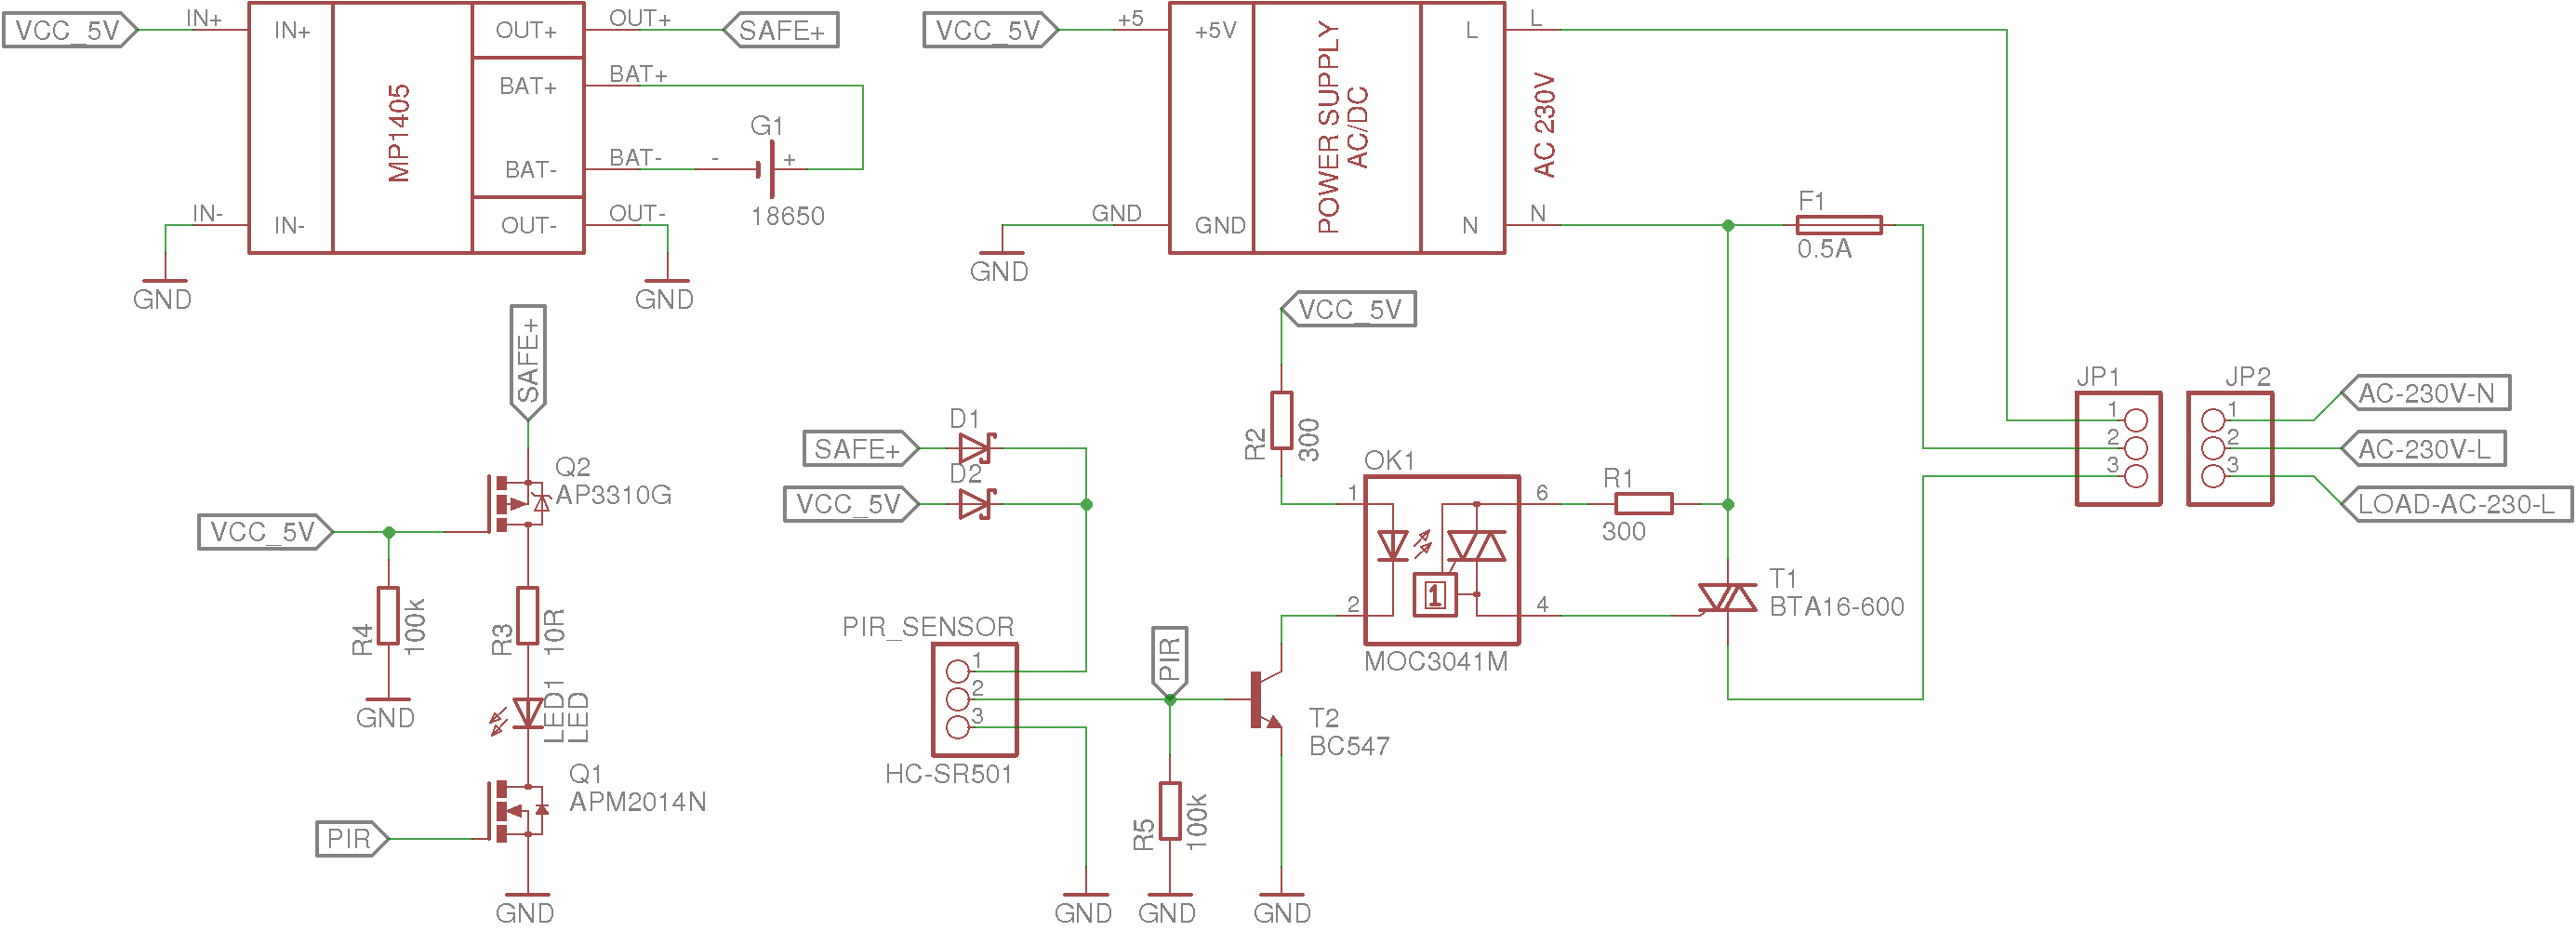 VCC_5V
IN+
IN+
OUT+
OUT+
SAFE+
BAT+
BAT+
MP1405
BAT-
BAT-
G1
-
+
18650
IN-
IN-
OUT-
OUT-
GND
GND
VCC_5V
+5
+5V
POWER SUPPLY
AC/DC
L
L
AC 230V
GND
GND
N
N
GND
F1
0.5A
SAFE+
Q2
AP3310G
VCC_5V
R4
100k
GND
R3
10R
LED1
LED
Q1
APM2014N
PIR
GND
SAFE+
D1
D2
VCC_5V
PIR_SENSOR
1
2
3
HC-SR501
GND
PIR
R5
100k
GND
T2
BC547
GND
VCC_5V
R2
300
OK1
1
2
6
4
1
MOC3041M
R1
300
T1
BTA16-600
JP1
1
2
3
JP2
1
2
3
AC-230V-N
AC-230V-L
LOAD-AC-230-L